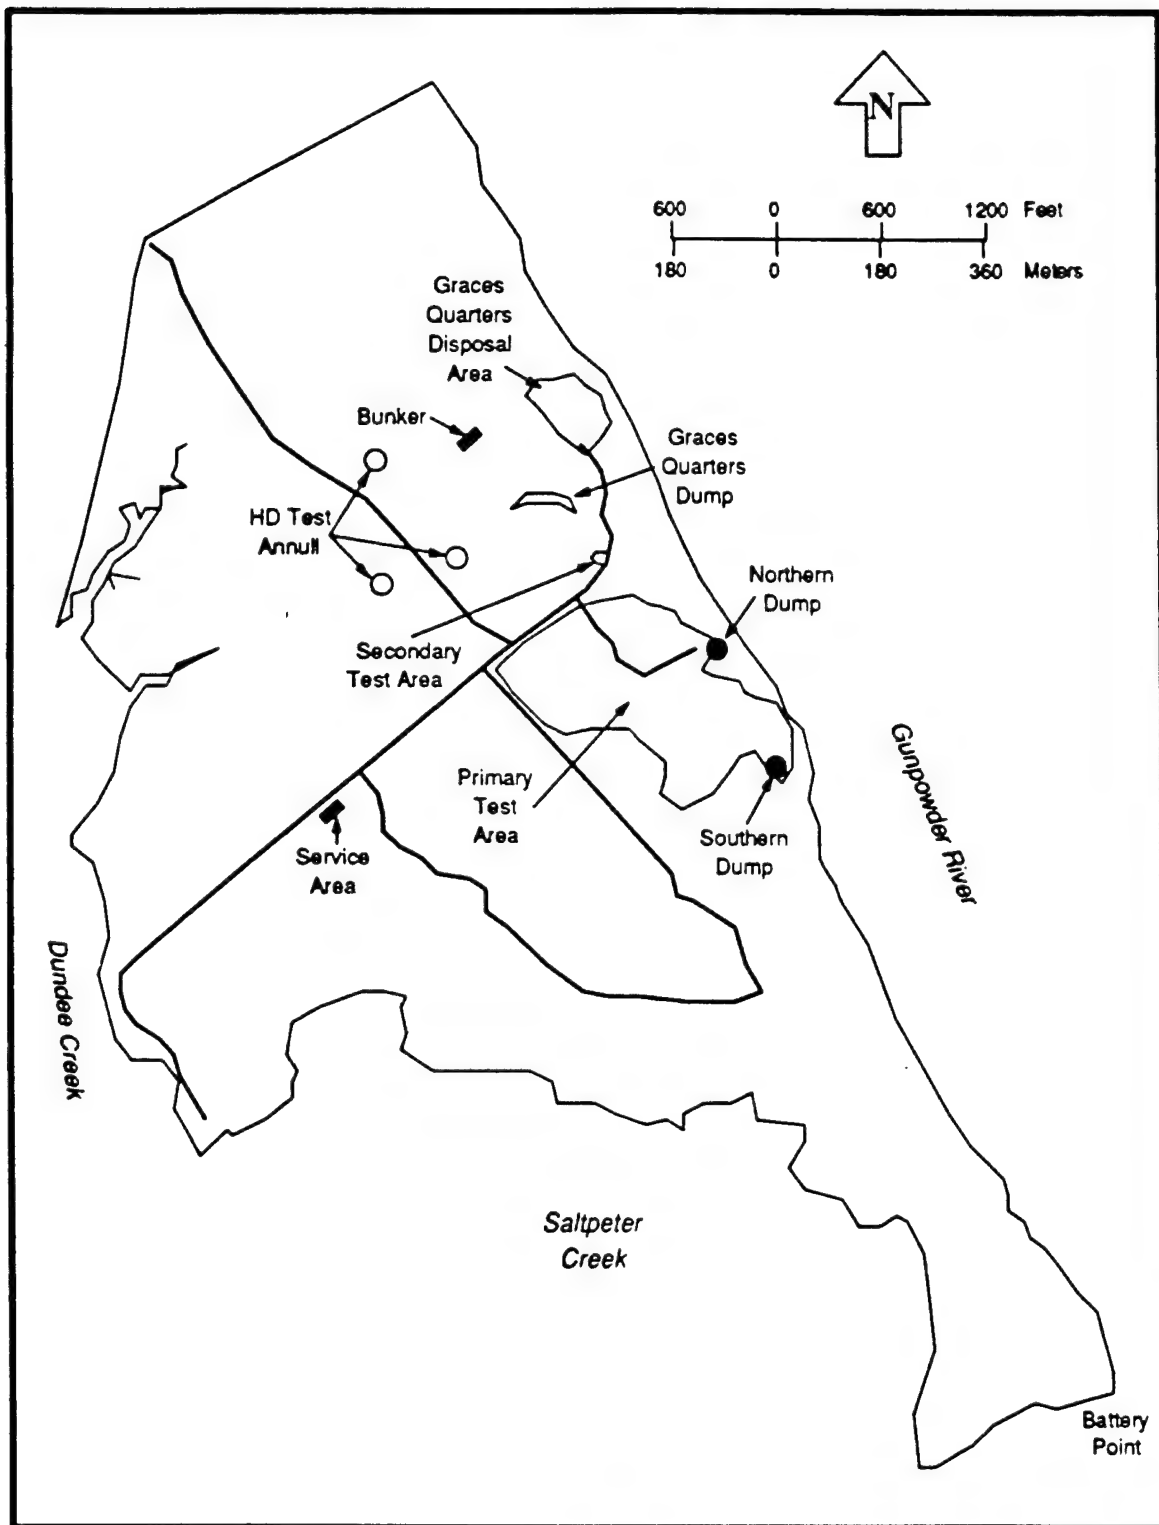 N
600 0 600 1200 Feet
180 0 180 360 Meters
Graces
Quarters
Disposal
Area
Bunker
Graces
Quarters
Dump
HD Test
Annuli
Northern
Dump
Secondary
Test Area
Primary
Test
Area
Southern
Dump
Service
Area
Gunpowder River
Dundee Creek
Saltpeter
Creek
Battery
Point